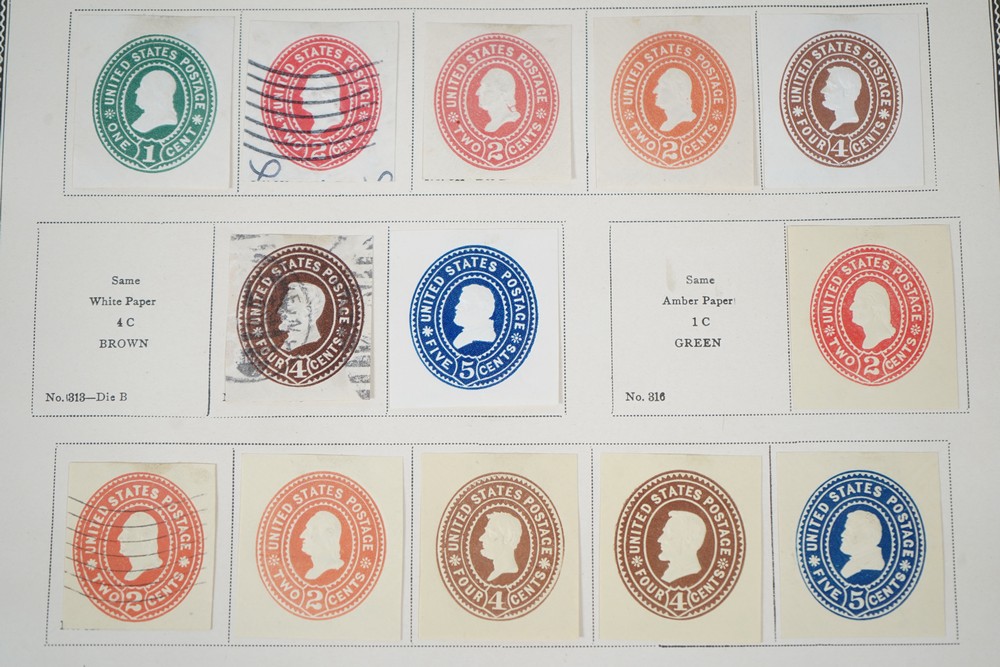 UNITED STATES POSTAGE
ONE 1 CENT
UNITED STATES POSTAGE
TWO 2 CENTS
UNITED STATES POSTAGE
TWO 2 CENTS
UNITED STATES POSTAGE
TWO 2 CENTS
UNITED STATES POSTAGE
FOUR 4 CENTS
Same
White Paper
4 C
BROWN
No. 313—Die B
UNITED STATES POSTAGE
FOUR 4 CENTS
UNITED STATES POSTAGE
FIVE 5 CENTS
Same
Amber Paper
1 C
GREEN
No. 316
UNITED STATES POSTAGE
TWO 2 CENTS
UNITED STATES POSTAGE
TWO 2 CENTS
UNITED STATES POSTAGE
TWO 2 CENTS
UNITED STATES POSTAGE
FOUR 4 CENTS
UNITED STATES POSTAGE
FOUR 4 CENTS
UNITED STATES POSTAGE
FIVE 5 CENTS